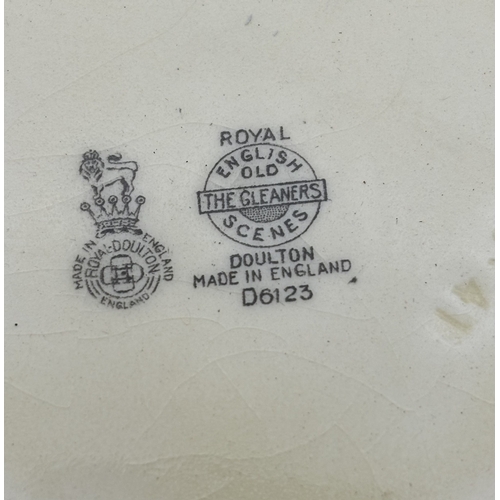 MADE IN ENGLAND
ROYAL·DOULTON
ENGLAND
ROYAL
ENGLISH
OLD
THE GLEANERS
SCENES
DOULTON
MADE IN ENGLAND
D6123